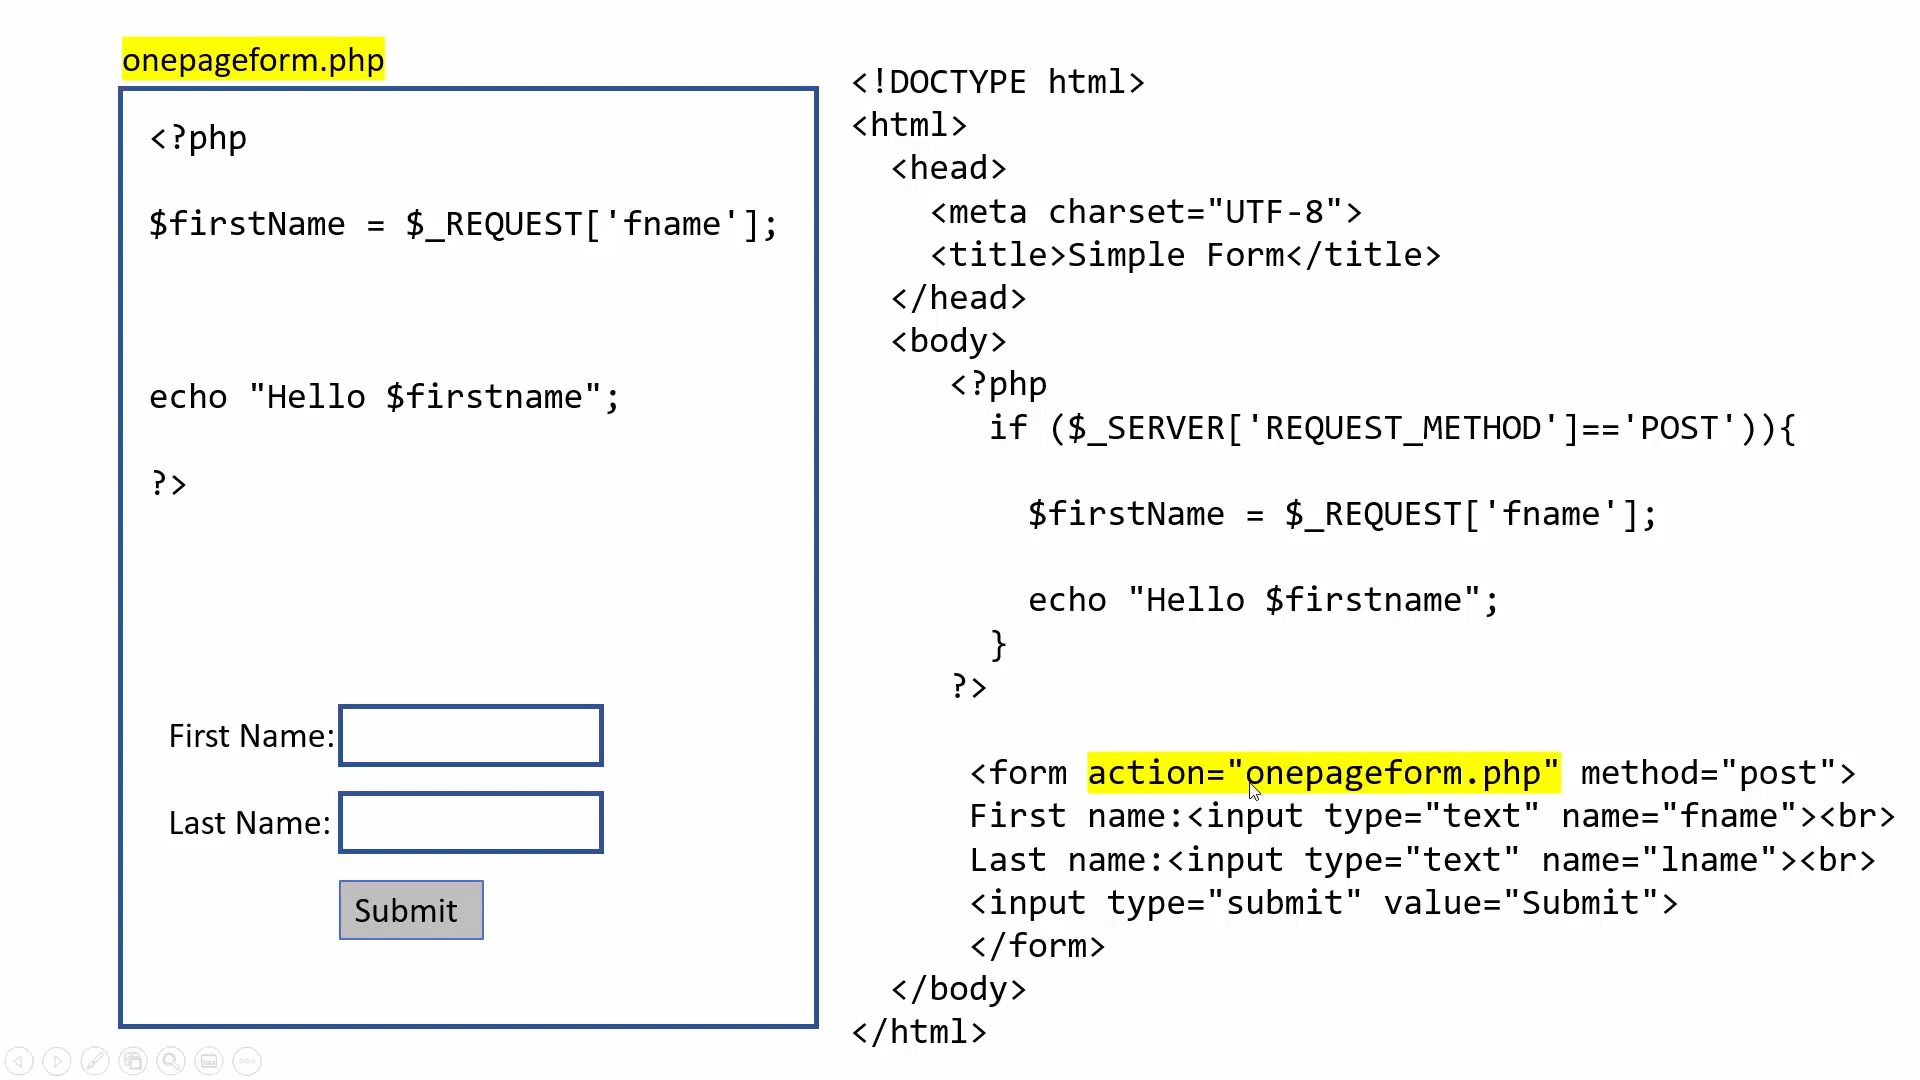 onepageform.php
<?php
$firstName = $_REQUEST['fname'];
echo "Hello $firstname";
?>
First Name:
Last Name:
Submit
<!DOCTYPE html>
<html>
<head>
<meta charset="UTF-8">
<title>Simple Form</title>
</head>
<body>
<?php
if ($_SERVER['REQUEST_METHOD']=='POST')){
$firstName = $_REQUEST['fname'];
echo "Hello $firstname";
}
?>
<form action="onepageform.php" method="post">
First name:<input type="text" name="fname"><br>
Last name:<input type="text" name="lname"><br>
<input type="submit" value="Submit">
</form>
</body>
</html>